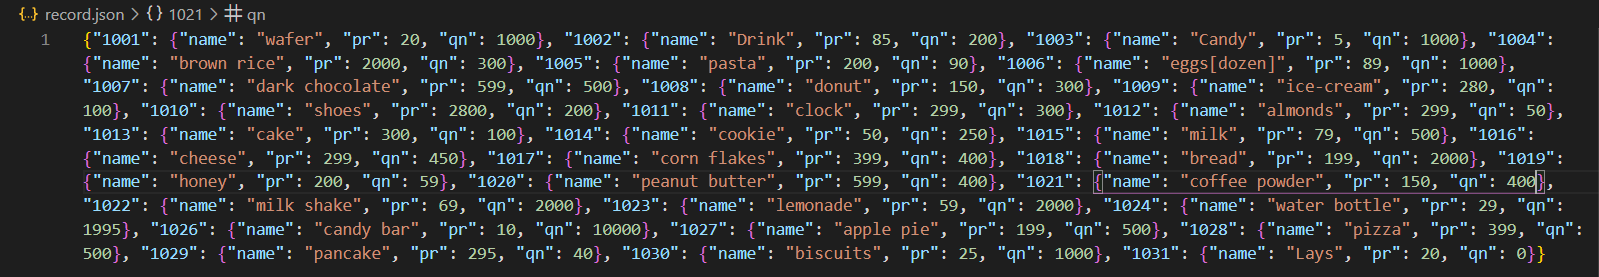 {..} record.json > {} 1021 > # qn
1 {"1001": {"name": "wafer", "pr": 20, "qn": 1000}, "1002": {"name": "Drink", "pr": 85, "qn": 200}, "1003": {"name": "Candy", "pr": 5, "qn": 1000}, "1004":
{"name": "brown rice", "pr": 2000, "qn": 300}, "1005": {"name": "pasta", "pr": 200, "qn": 90}, "1006": {"name": "eggs[dozen]", "pr": 89, "qn": 1000},
"1007": {"name": "dark chocolate", "pr": 599, "qn": 500}, "1008": {"name": "donut", "pr": 150, "qn": 300}, "1009": {"name": "ice-cream", "pr": 280, "qn":
100}, "1010": {"name": "shoes", "pr": 2800, "qn": 200}, "1011": {"name": "clock", "pr": 299, "qn": 300}, "1012": {"name": "almonds", "pr": 299, "qn": 50},
"1013": {"name": "cake", "pr": 300, "qn": 100}, "1014": {"name": "cookie", "pr": 50, "qn": 250}, "1015": {"name": "milk", "pr": 79, "qn": 500}, "1016":
{"name": "cheese", "pr": 299, "qn": 450}, "1017": {"name": "corn flakes", "pr": 399, "qn": 400}, "1018": {"name": "bread", "pr": 199, "qn": 2000}, "1019":
{"name": "honey", "pr": 200, "qn": 59}, "1020": {"name": "peanut butter", "pr": 599, "qn": 400}, "1021": {"name": "coffee powder", "pr": 150, "qn": 400},
"1022": {"name": "milk shake", "pr": 69, "qn": 2000}, "1023": {"name": "lemonade", "pr": 59, "qn": 2000}, "1024": {"name": "water bottle", "pr": 29, "qn":
1995}, "1026": {"name": "candy bar", "pr": 10, "qn": 10000}, "1027": {"name": "apple pie", "pr": 199, "qn": 500}, "1028": {"name": "pizza", "pr": 399, "qn":
500}, "1029": {"name": "pancake", "pr": 295, "qn": 40}, "1030": {"name": "biscuits", "pr": 25, "qn": 1000}, "1031": {"name": "Lays", "pr": 20, "qn": 0}}